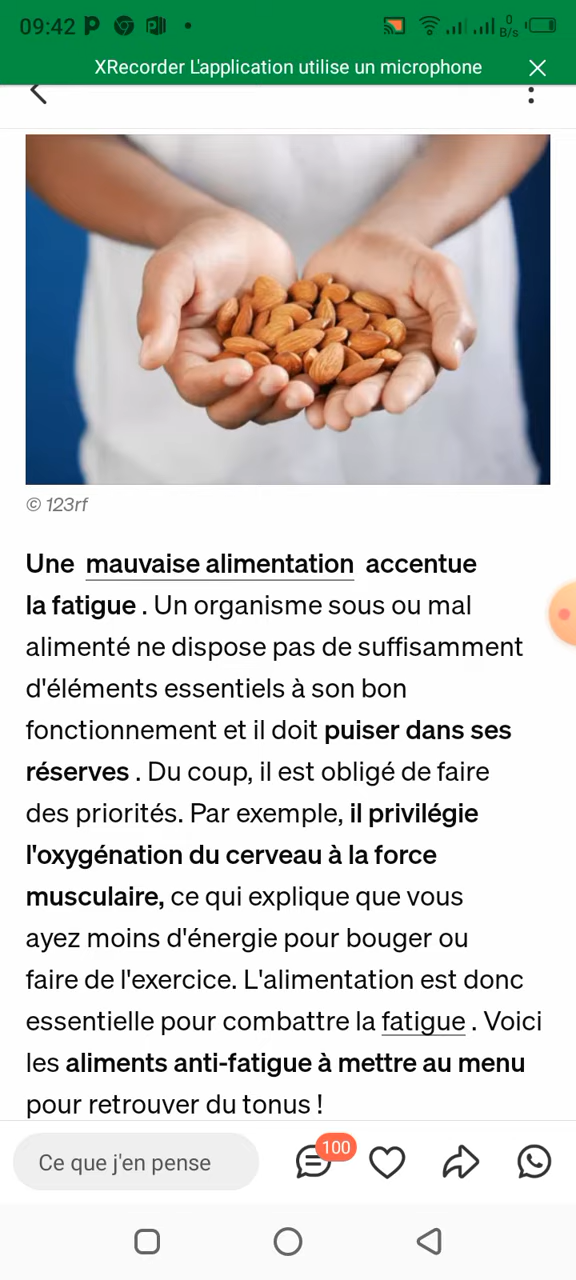 09:42
0
B/s
XRecorder L'application utilise un microphone
© 123rf
Une mauvaise alimentation accentue
la fatigue . Un organisme sous ou mal
alimenté ne dispose pas de suffisamment
d'éléments essentiels à son bon
fonctionnement et il doit puiser dans ses
réserves . Du coup, il est obligé de faire
des priorités. Par exemple, il privilégie
l'oxygénation du cerveau à la force
musculaire, ce qui explique que vous
ayez moins d'énergie pour bouger ou
faire de l'exercice. L'alimentation est donc
essentielle pour combattre la fatigue . Voici
les aliments anti-fatigue à mettre au menu
pour retrouver du tonus !
Ce que j'en pense
100